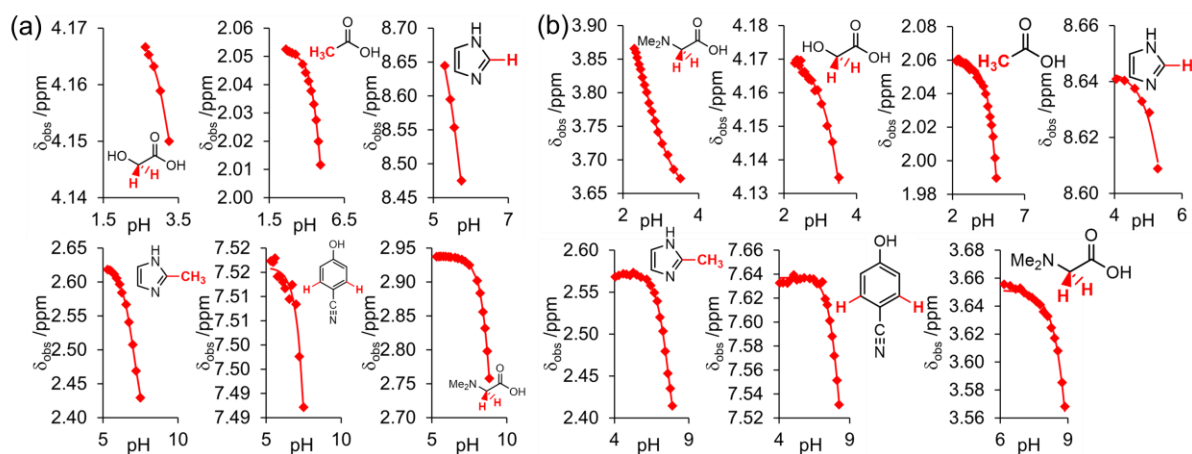 (a)
4.17
4.16
4.15
4.14
δobs /ppm
HO
O
OH
H H
1.5 3.5
pH
2.06
2.05
2.04
2.03
2.02
2.01
2.00
δobs /ppm
H₃C
O
OH
1.5 6.5
pH
8.70
8.65
8.60
8.55
8.50
8.45
δobs /ppm
H
N
H
N
5 7
pH
2.65
2.60
2.55
2.50
2.45
2.40
δobs /ppm
H
N
CH₃
N
5 10
pH
7.52
7.52
7.51
7.51
7.50
7.50
7.49
7.49
δobs /ppm
OH
H H
C
N
5 10
pH
2.95
2.90
2.85
2.80
2.75
2.70
δobs /ppm
Me₂N
O
OH
H H
5 10
pH
(b)
3.90
3.85
3.80
3.75
3.70
3.65
δobs /ppm
Me₂N
O
OH
H H
2 4
pH
4.18
4.17
4.16
4.15
4.14
4.13
δobs /ppm
HO
O
OH
H H
2 4
pH
2.08
2.06
2.04
2.02
2.00
1.98
δobs /ppm
O
H₃C
OH
2 7
pH
8.66
8.64
8.62
8.60
δobs /ppm
H
N
H
N
4 6
pH
2.60
2.55
2.50
2.45
2.40
δobs /ppm
H
N
CH₃
N
4 9
pH
7.66
7.64
7.62
7.60
7.58
7.56
7.54
7.52
δobs /ppm
OH
H H
C
N
4 9
pH
3.68
3.66
3.64
3.62
3.60
3.58
3.56
δobs /ppm
Me₂N
O
OH
H H
6 9
pH